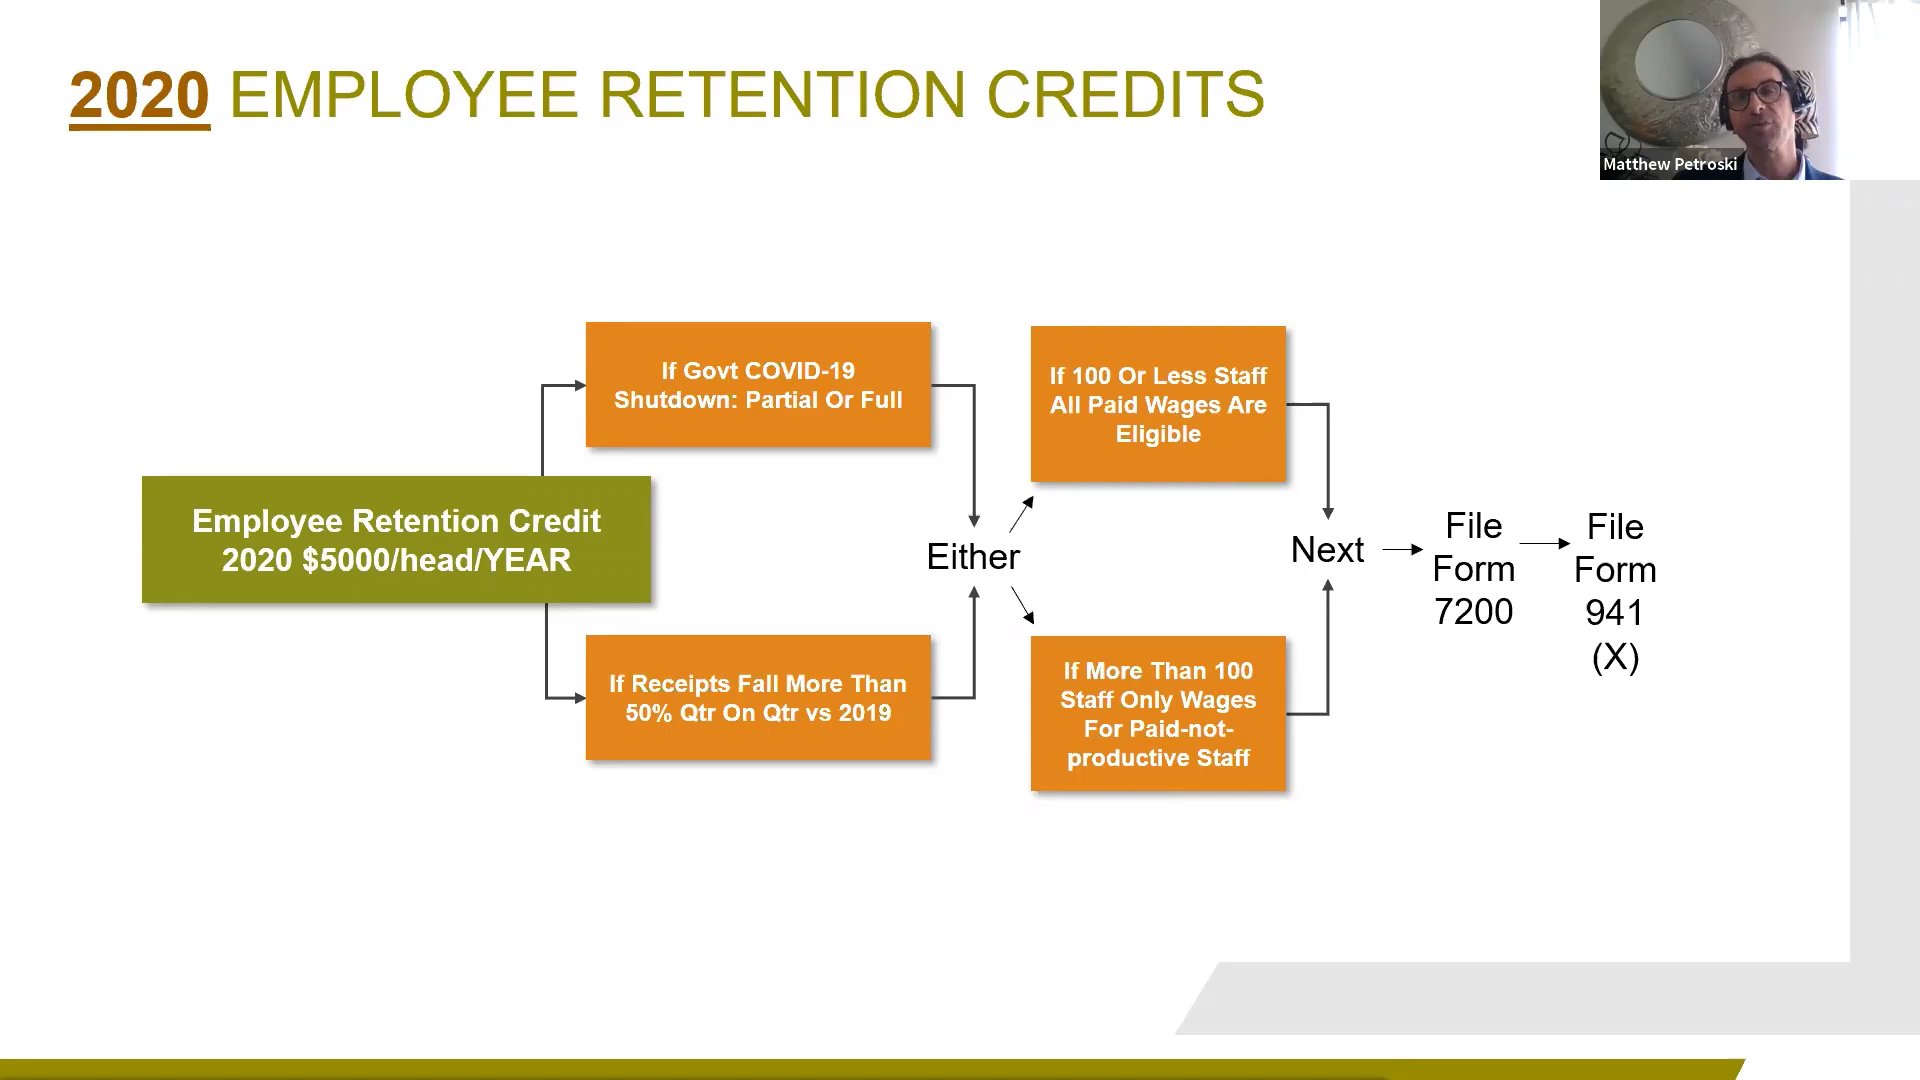 2020 EMPLOYEE RETENTION CREDITS
Matthew Petroski
If Govt COVID-19
Shutdown: Partial Or Full
If 100 Or Less Staff
All Paid Wages Are
Eligible
Employee Retention Credit
2020 $5000/head/YEAR
Either
Next
File
Form
7200
File
Form
941
(X)
If Receipts Fall More Than
50% Qtr On Qtr vs 2019
If More Than 100
Staff Only Wages
For Paid-not-
productive Staff